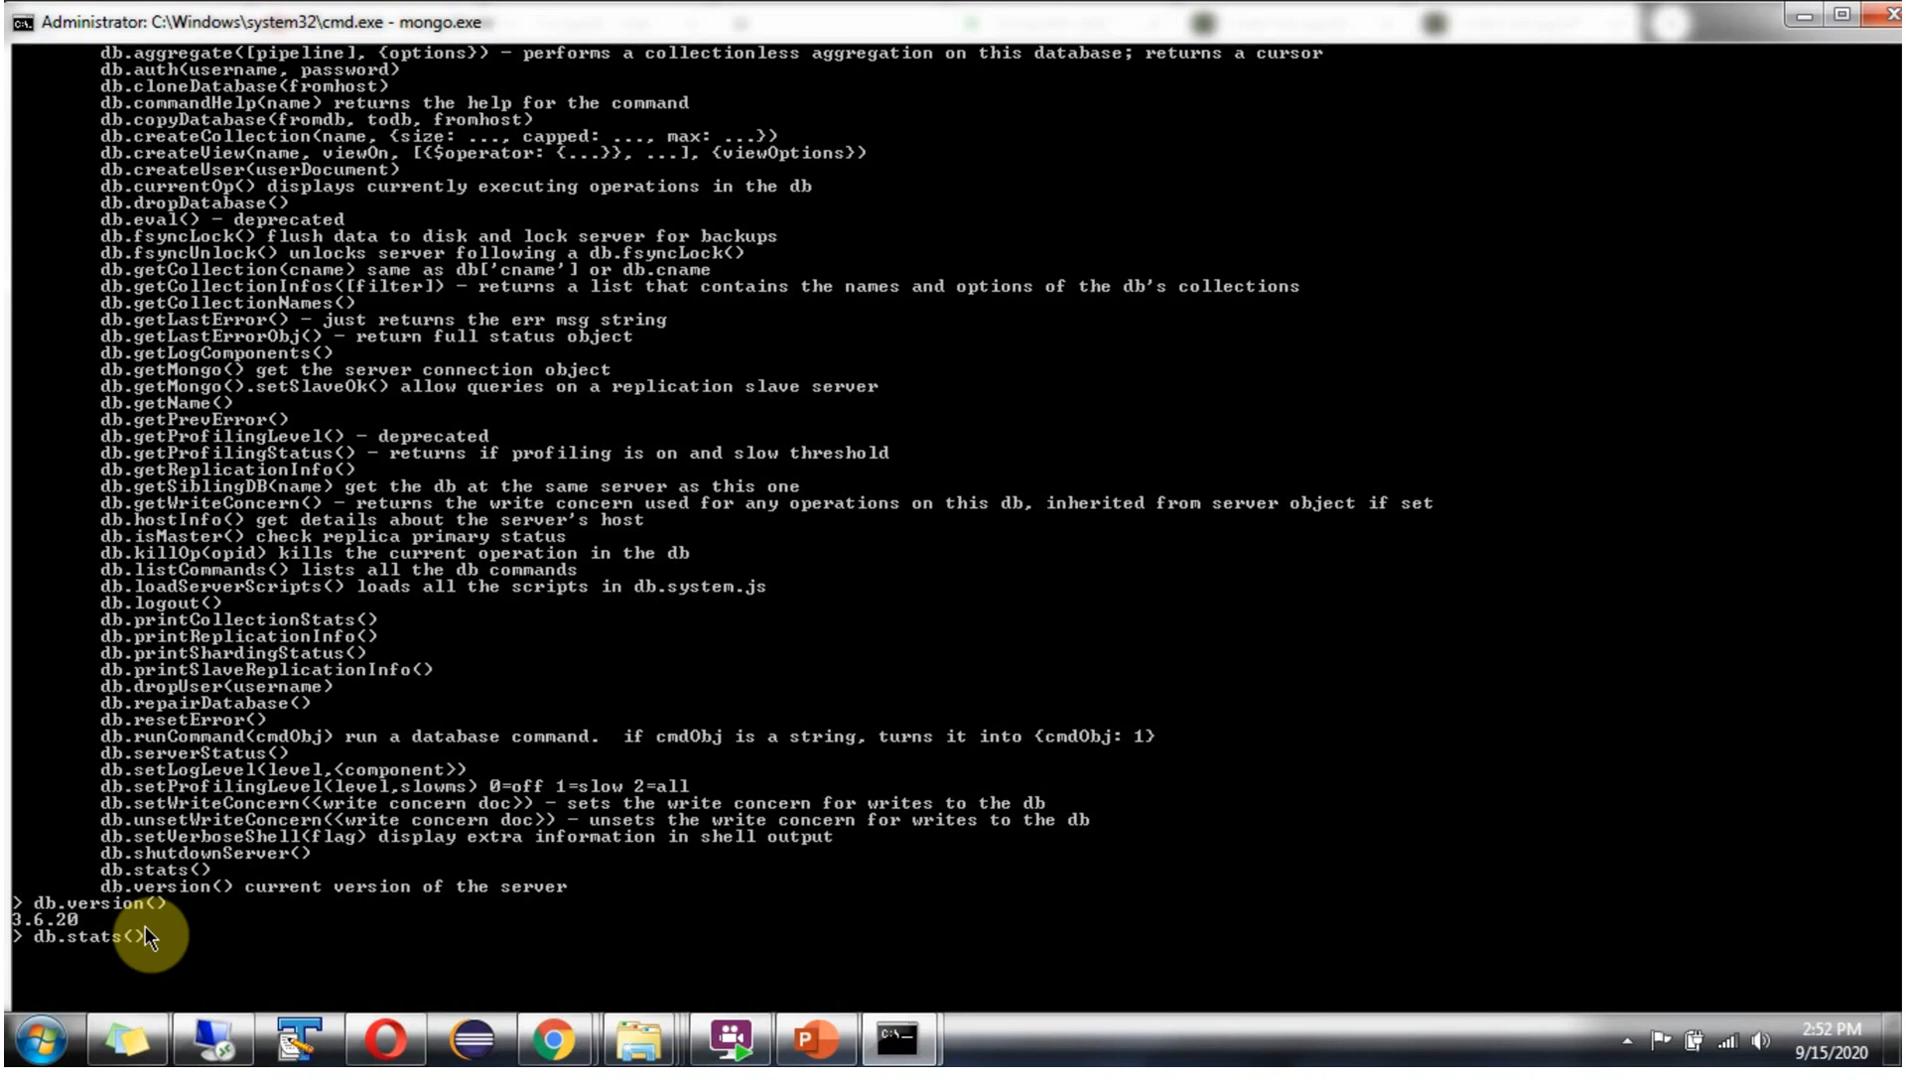 Administrator: C:\Windows\system32\cmd.exe - mongo.exe
db.aggregate([pipeline], {options}) - performs a collectionless aggregation on this database; returns a cursor
db.auth(username, password)
db.cloneDatabase(fromhost)
db.commandHelp(name) returns the help for the command
db.copyDatabase(fromdb, todb, fromhost)
db.createCollection(name, {size: ..., capped: ..., max: ...})
db.createView(name, viewOn, [{$operator: {...}}, ...], {viewOptions})
db.createUser(userDocument)
db.currentOp() displays currently executing operations in the db
db.dropDatabase()
db.eval() - deprecated
db.fsyncLock() flush data to disk and lock server for backups
db.fsyncUnlock() unlocks server following a db.fsyncLock()
db.getCollection(cname) same as db['cname'] or db.cname
db.getCollectionInfos([filter]) - returns a list that contains the names and options of the db's collections
db.getCollectionNames()
db.getLastError() - just returns the err msg string
db.getLastErrorObj() - return full status object
db.getLogComponents()
db.getMongo() get the server connection object
db.getMongo().setSlaveOk() allow queries on a replication slave server
db.getName()
db.getPrevError()
db.getProfilingLevel() - deprecated
db.getProfilingStatus() - returns if profiling is on and slow threshold
db.getReplicationInfo()
db.getSiblingDB(name) get the db at the same server as this one
db.getWriteConcern() - returns the write concern used for any operations on this db, inherited from server object if set
db.hostInfo() get details about the server's host
db.isMaster() check replica primary status
db.killOp(opid) kills the current operation in the db
db.listCommands() lists all the db commands
db.loadServerScripts() loads all the scripts in db.system.js
db.logout()
db.printCollectionStats()
db.printReplicationInfo()
db.printShardingStatus()
db.printSlaveReplicationInfo()
db.dropUser(username)
db.repairDatabase()
db.resetError()
db.runCommand(cmdObj) run a database command.  if cmdObj is a string, turns it into {cmdObj: 1}
db.serverStatus()
db.setLogLevel(level,<component>)
db.setProfilingLevel(level,slowms) 0=off 1=slow 2=all
db.setWriteConcern(<write concern doc>) - sets the write concern for writes to the db
db.unsetWriteConcern(<write concern doc>) - unsets the write concern for writes to the db
db.setVerboseShell(flag) display extra information in shell output
db.shutdownServer()
db.stats()
db.version() current version of the server
> db.version()
3.6.20
> db.stats()
2:52 PM
9/15/2020